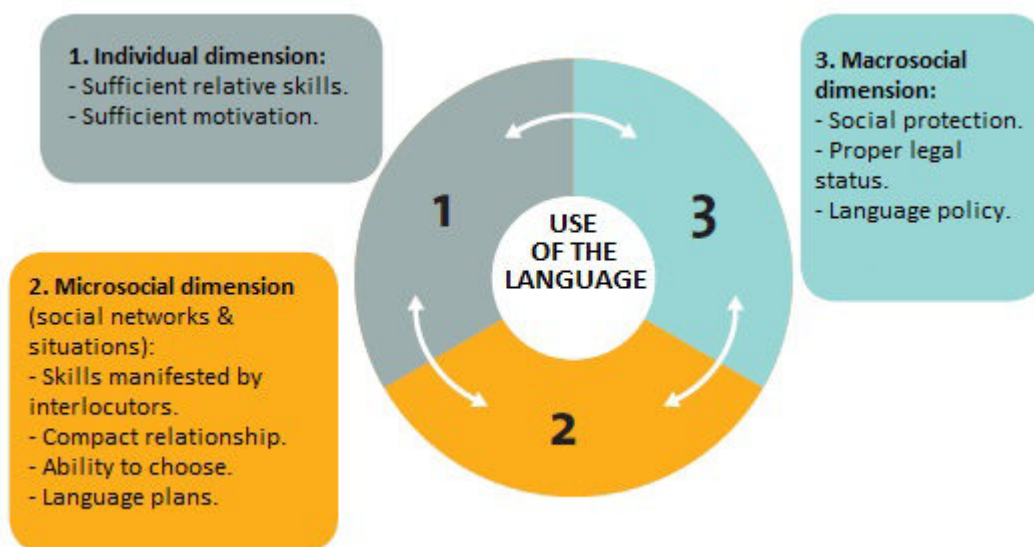 1. Individual dimension:
- Sufficient relative skills.
- Sufficient motivation.
2. Microsocial dimension
(social networks &
situations):
- Skills manifested by
interlocutors.
- Compact relationship.
- Ability to choose.
- Language plans.
3. Macrosocial
dimension:
- Social protection.
- Proper legal
status.
- Language policy.
1
USE
OF THE
LANGUAGE
3
2